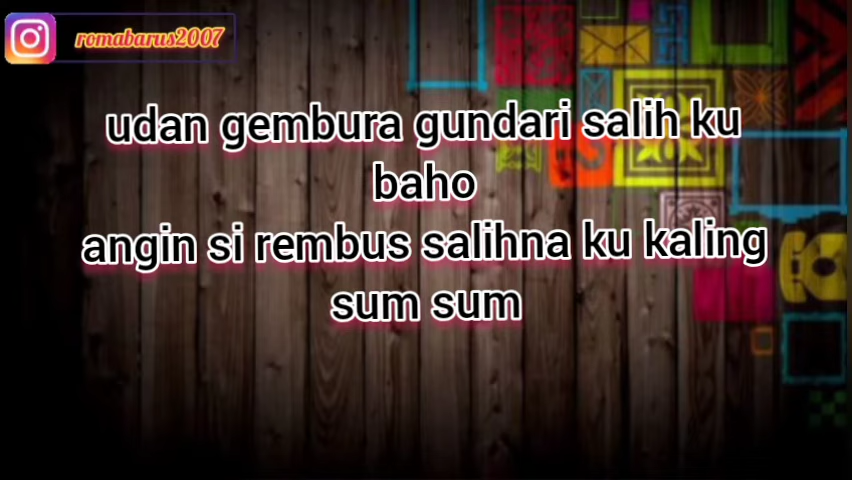 romabarus2007
udan gembura gundari salih ku
baho
angin si rembus salihna ku kaling
sum sum